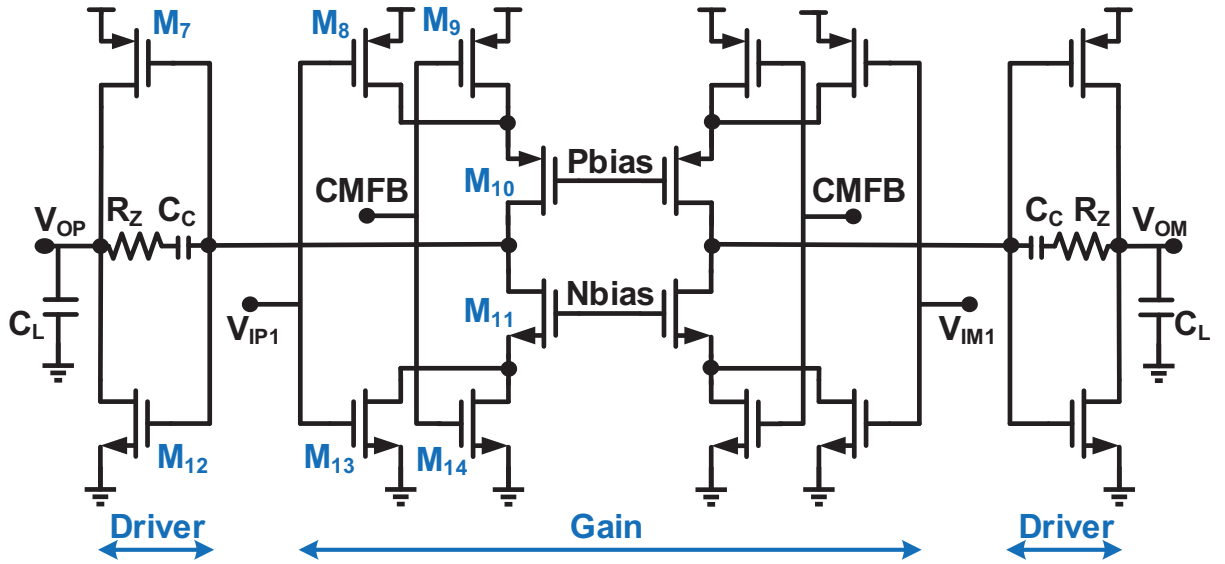 M7
M8
M9
Pbias
M10
CMFB
CMFB
VOP
RZ
CC
CC
RZ
VOM
Nbias
M11
CL
VIP1
VIM1
CL
M12
M13
M14
Driver
Gain
Driver